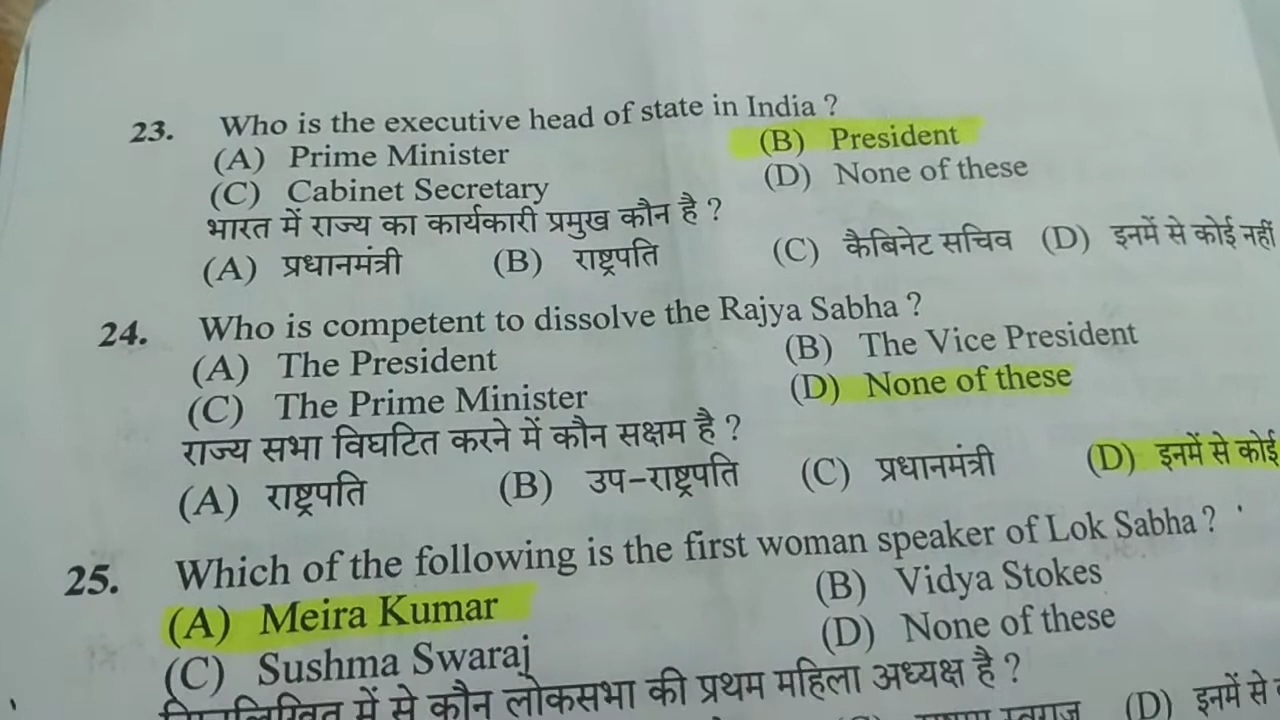 23. Who is the executive head of state in India ?
(A) Prime Minister (B) President
(C) Cabinet Secretary (D) None of these
भारत में राज्य का कार्यकारी प्रमुख कौन है ?
(A) प्रधानमंत्री (B) राष्ट्रपति (C) कैबिनेट सचिव (D) इनमें से कोई नहीं
24. Who is competent to dissolve the Rajya Sabha ?
(A) The President (B) The Vice President
(C) The Prime Minister (D) None of these
राज्य सभा विघटित करने में कौन सक्षम है ?
(A) राष्ट्रपति (B) उप-राष्ट्रपति (C) प्रधानमंत्री (D) इनमें से कोई
25. Which of the following is the first woman speaker of Lok Sabha ?
(A) Meira Kumar (B) Vidya Stokes
(C) Sushma Swaraj (D) None of these
में से कौन लोकसभा की प्रथम महिला अध्यक्ष है ?
(D) इनमें से